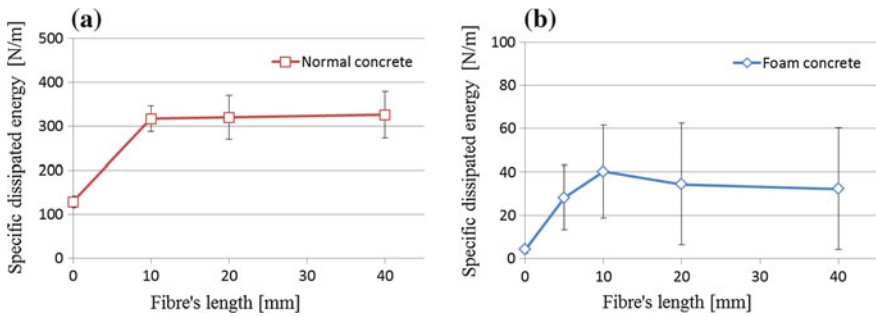 (a)
Specific dissipated energy [N/m]
500
400
300
200
100
0
Normal concrete
0 10 20 30 40
Fibre's length [mm]
(b)
Specific dissipated energy [N/m]
100
80
60
40
20
0
Foam concrete
0 10 20 30 40
Fibre's length [mm]